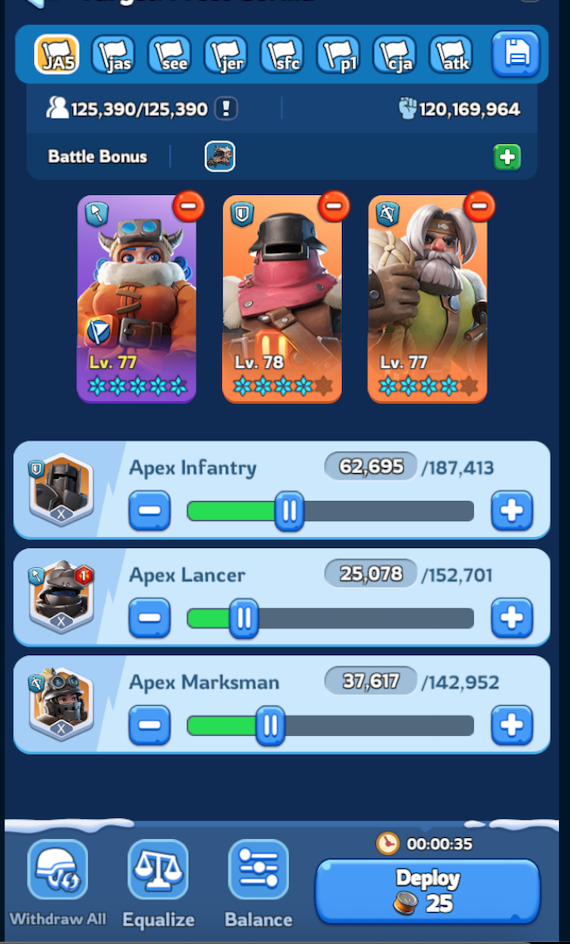 JA5 jas see jer sfc p1 cja atk
125,390/125,390 ! 120,169,964
Battle Bonus
Lv. 77 Lv. 78 Lv. 77
Apex Infantry 62,695 /187,413
X
Apex Lancer 25,078 /152,701
X
Apex Marksman 37,617 /142,952
X
00:00:35
Deploy
25
Withdraw All Equalize Balance